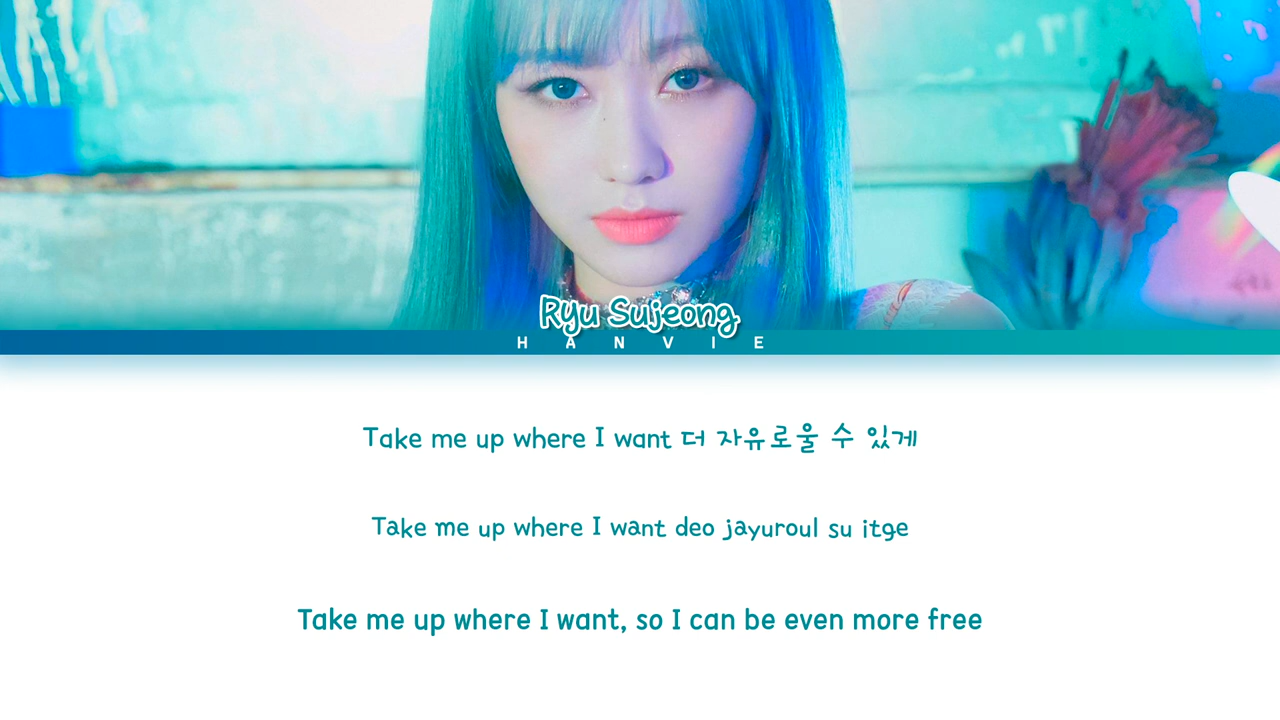 Ryu Sujeong
HANVIE
Take me up where I want 더 자유로울 수 있게
Take me up where I want deo jayuroul su itge
Take me up where I want, so I can be even more free